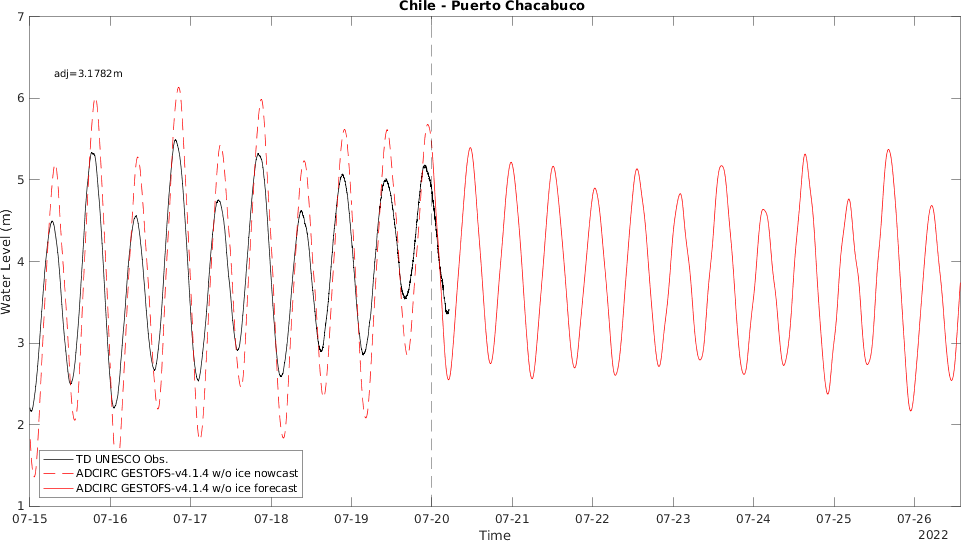 Chile - Puerto Chacabuco
adj=3.1782m
7
6
5
4
3
2
1
Water Level (m)
TD UNESCO Obs.
ADCIRC GESTOFS-v4.1.4 w/o ice nowcast
ADCIRC GESTOFS-v4.1.4 w/o ice forecast
07-15 07-16 07-17 07-18 07-19 07-20 07-21 07-22 07-23 07-24 07-25 07-26
Time
2022